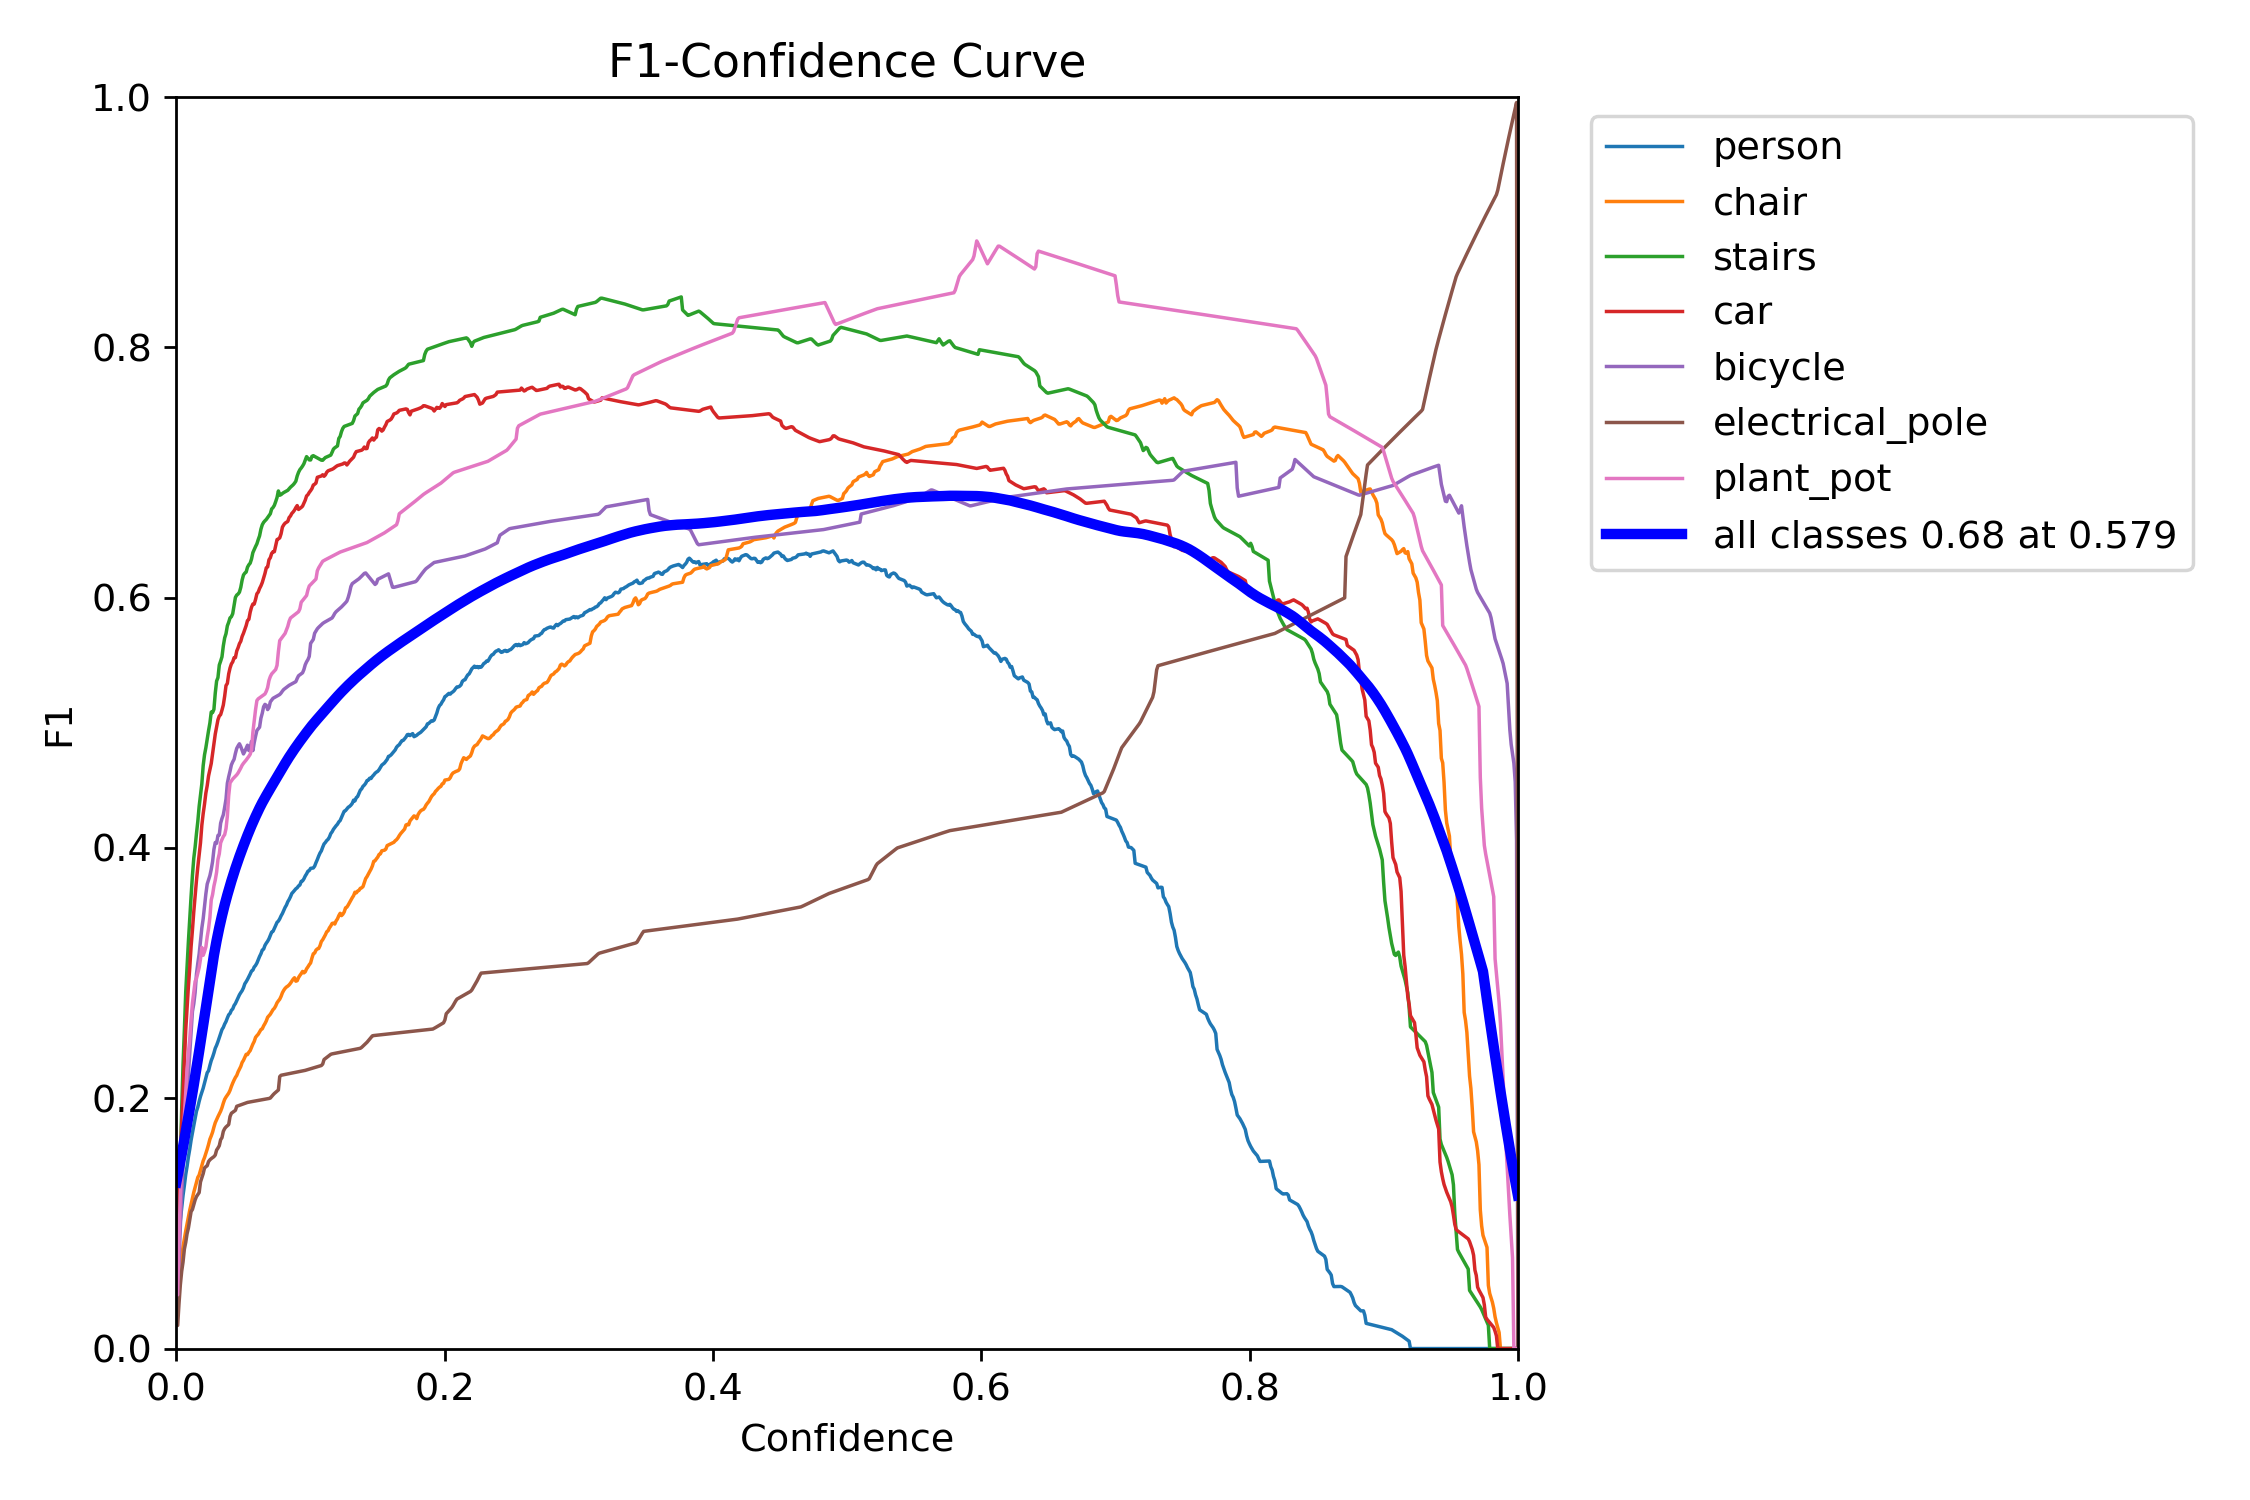 F1-Confidence Curve
1.0
0.8
0.6
0.4
0.2
0.0
F1
0.0 0.2 0.4 0.6 0.8 1.0
Confidence
person
chair
stairs
car
bicycle
electrical_pole
plant_pot
all classes 0.68 at 0.579